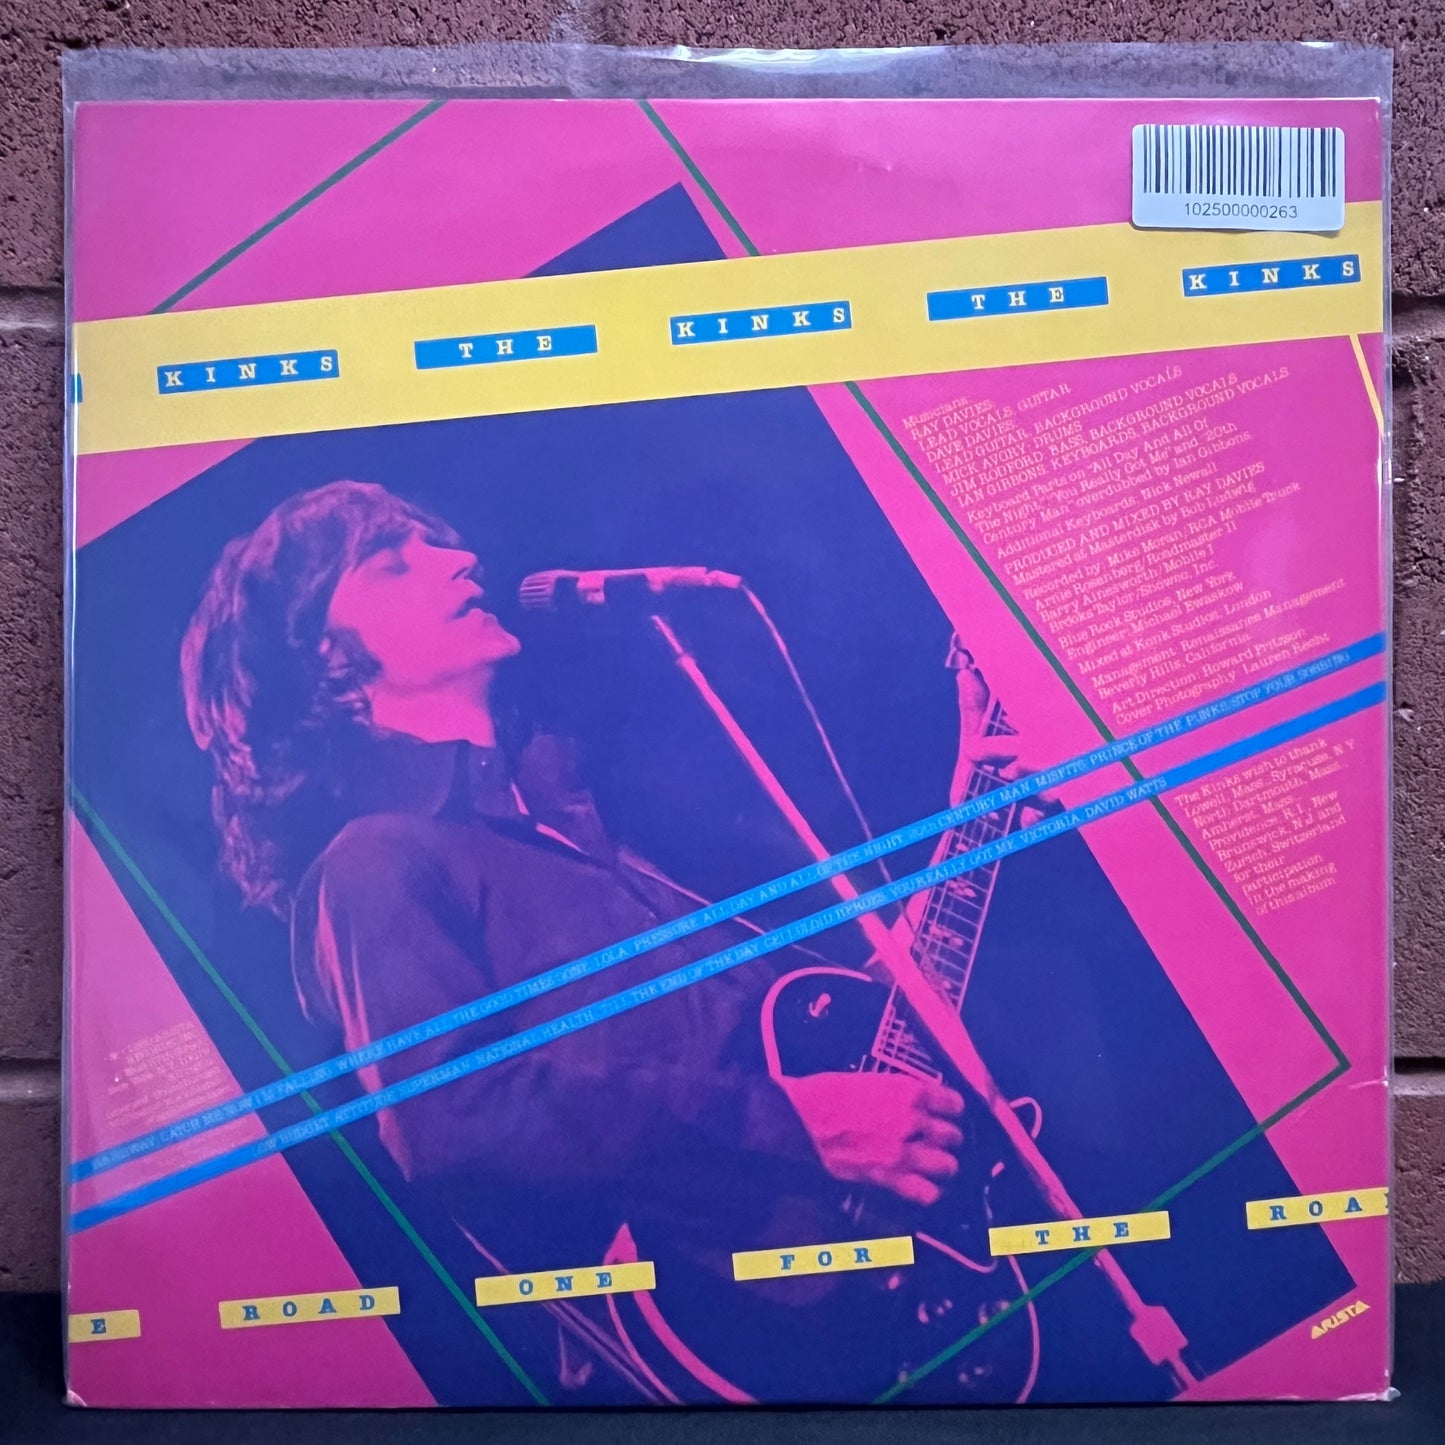 102500000263
KINKS THE KINKS THE KINKS
Musicians
RAY DAVIES,
LEAD VOCALS, GUITAR
DAVE DAVIES,
LEAD GUITAR, BACKGROUND VOCALS
MICK AVORY, DRUMS
JIM RODFORD, BASS, BACKGROUND VOCALS
IAN GIBBONS, KEYBOARDS, BACKGROUND VOCALS
Keyboard Parts on "All Day And All Of
The Night" "You Really Got Me" and "20th
Century Man" overdubbed by Ian Gibbons.
Additional Keyboards, Nick Newall
PRODUCED AND MIXED BY RAY DAVIES
Mastered at Masterdisk by Bob Ludwig
Recorded by: Mike Moran/RCA Mobile Truck
Arnie Rosenberg/Roadmaster II
Barry Ainesworth/Mobile I
Brooks Taylor/Showco, Inc.
Blue Rock Studios, New York
Engineer: Michael Ewaskow
Mixed at Konk Studios, London
Management Renaissance Management
Beverly Hills, California.
Art Direction: Howard Fritzson
Cover Photography Lauren Recht
CATCH ME NOW I'M FALLING WHERE HAVE ALL THE GOOD TIMES GONE LOLA PRESSURE ALL DAY AND ALL OF THE NIGHT 20th CENTURY MAN MISFITS PRINCE OF THE PUNKS STOP YOUR SOBBING
LOW BUDGET ATTITUDE SUPERMAN NATIONAL HEALTH 'TILL THE END OF THE DAY CELLULOID HEROES YOU REALLY GOT ME VICTORIA DAVID WATTS
The Kinks wish to thank
Lowell, Mass., Syracuse, N.Y.
North Dartmouth, Mass.
Amherst, Mass.
Providence, R.I., New
Brunswick, N.J. and
Zurich, Switzerland
for their
participation
in the making
of this album
E ROAD ONE FOR THE ROA
ARISTA